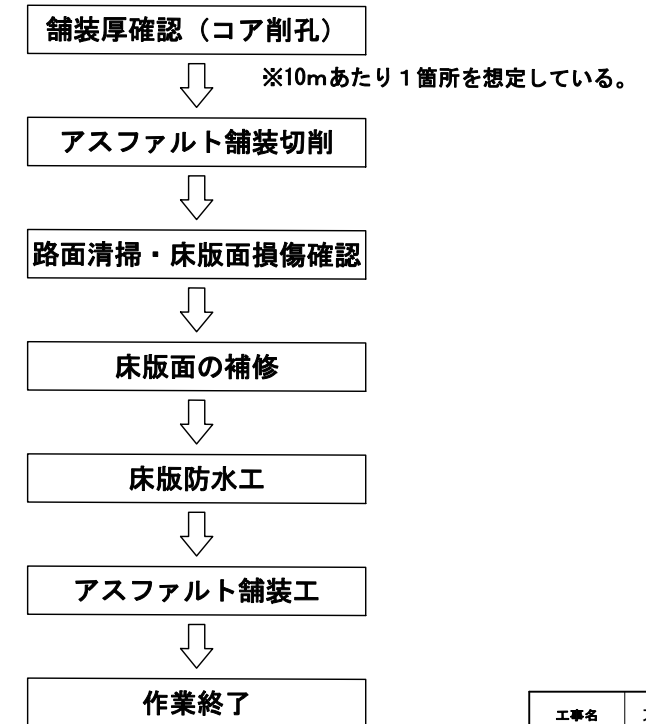 舗装厚確認（コア削孔）
※10mあたり１箇所を想定している。
アスファルト舗装切削
路面清掃・床版面損傷確認
床版面の補修
床版防水工
アスファルト舗装工
作業終了
工事名